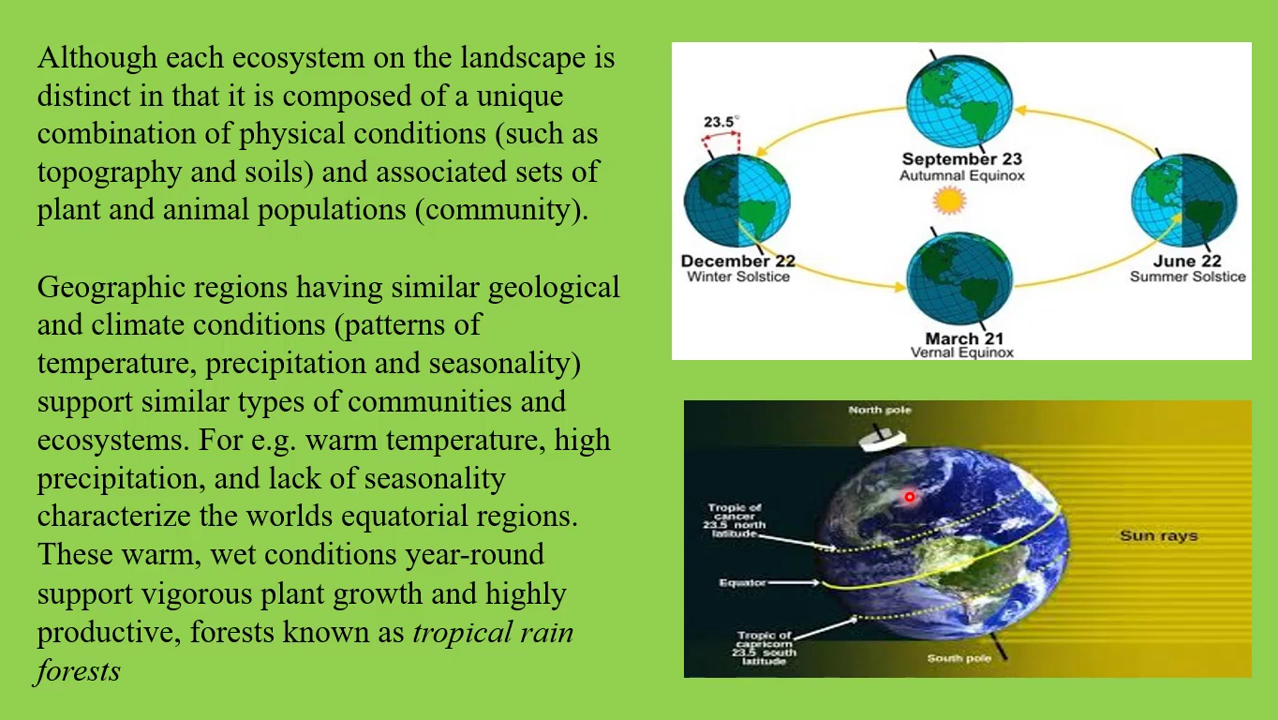 Although each ecosystem on the landscape is
distinct in that it is composed of a unique
combination of physical conditions (such as
topography and soils) and associated sets of
plant and animal populations (community).
Geographic regions having similar geological
and climate conditions (patterns of
temperature, precipitation and seasonality)
support similar types of communities and
ecosystems. For e.g. warm temperature, high
precipitation, and lack of seasonality
characterize the worlds equatorial regions.
These warm, wet conditions year-round
support vigorous plant growth and highly
productive, forests known as tropical rain
forests
23.5°
September 23
Autumnal Equinox
December 22
Winter Solstice
June 22
Summer Solstice
March 21
Vernal Equinox
North pole
Tropic of
cancer
23.5 north
latitude
Equator
Sun rays
Tropic of
capricorn
23.5 south
latitude
South pole